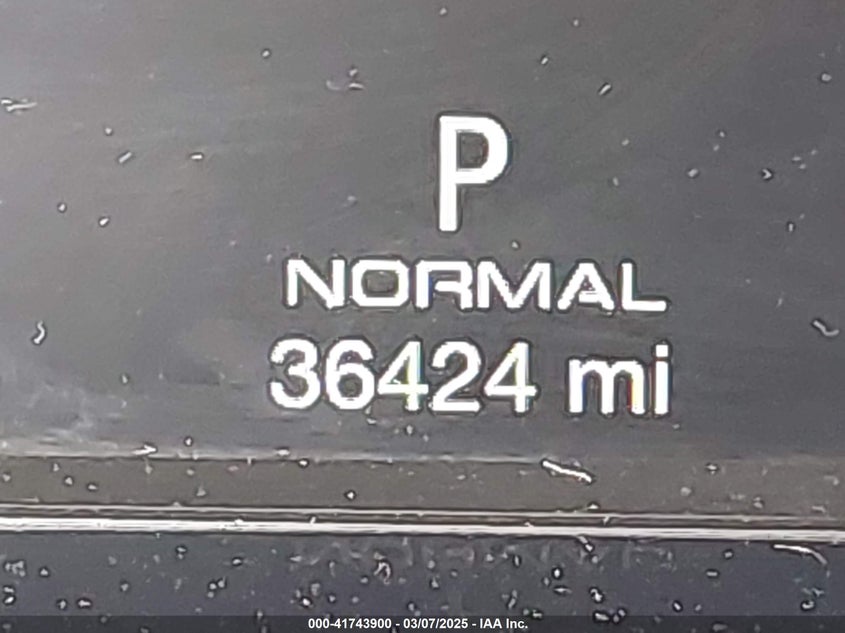 P
NORMAL
36424 mi
000-41743900 - 03/07/2025 - IAA Inc.